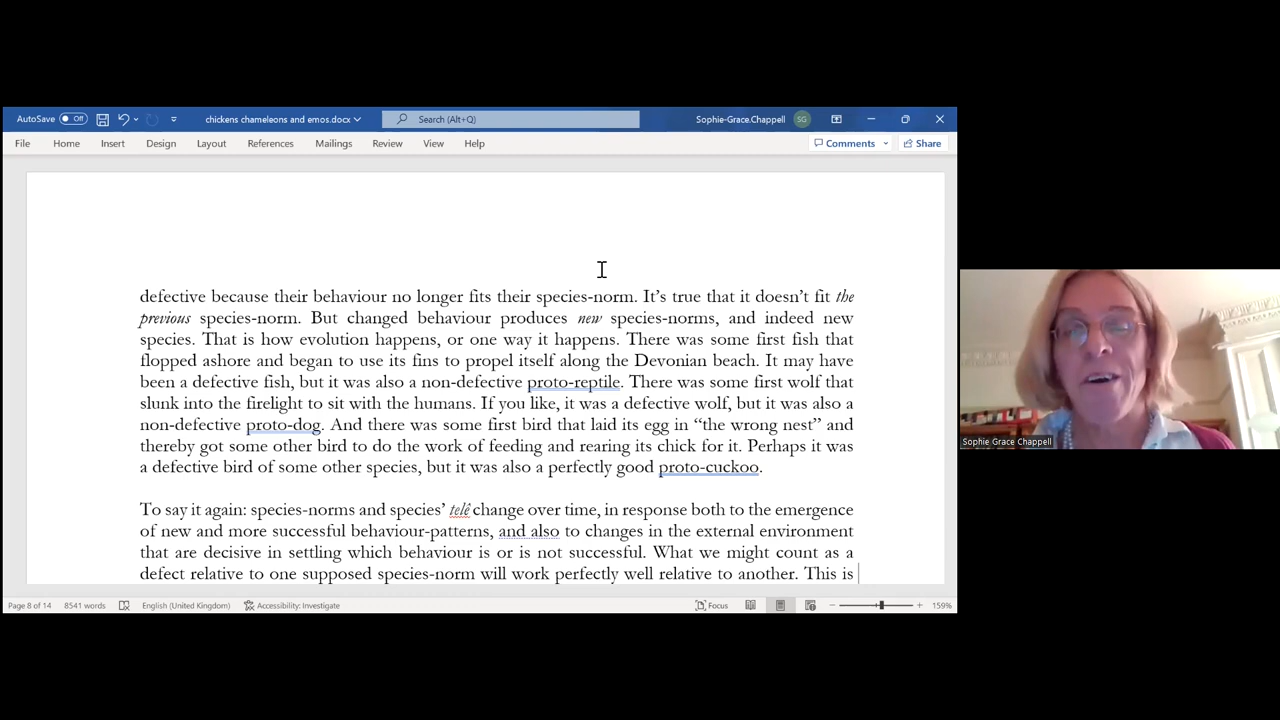 AutoSave Off chickens chameleons and emos.docx Search (Alt+Q) Sophie-Grace.Chappell SG
File Home Insert Design Layout References Mailings Review View Help Comments Share
defective because their behaviour no longer fits their species-norm. It’s true that it doesn’t fit the
previous species-norm. But changed behaviour produces new species-norms, and indeed new
species. That is how evolution happens, or one way it happens. There was some first fish that
flopped ashore and began to use its fins to propel itself along the Devonian beach. It may have
been a defective fish, but it was also a non-defective proto-reptile. There was some first wolf that
slunk into the firelight to sit with the humans. If you like, it was a defective wolf, but it was also a
non-defective proto-dog. And there was some first bird that laid its egg in “the wrong nest” and
thereby got some other bird to do the work of feeding and rearing its chick for it. Perhaps it was
a defective bird of some other species, but it was also a perfectly good proto-cuckoo.
To say it again: species-norms and species’ telê change over time, in response both to the emergence
of new and more successful behaviour-patterns, and also to changes in the external environment
that are decisive in settling which behaviour is or is not successful. What we might count as a
defect relative to one supposed species-norm will work perfectly well relative to another. This is
Page 8 of 14 8541 words English (United Kingdom) Accessibility: Investigate Focus 159%
Sophie Grace Chappell